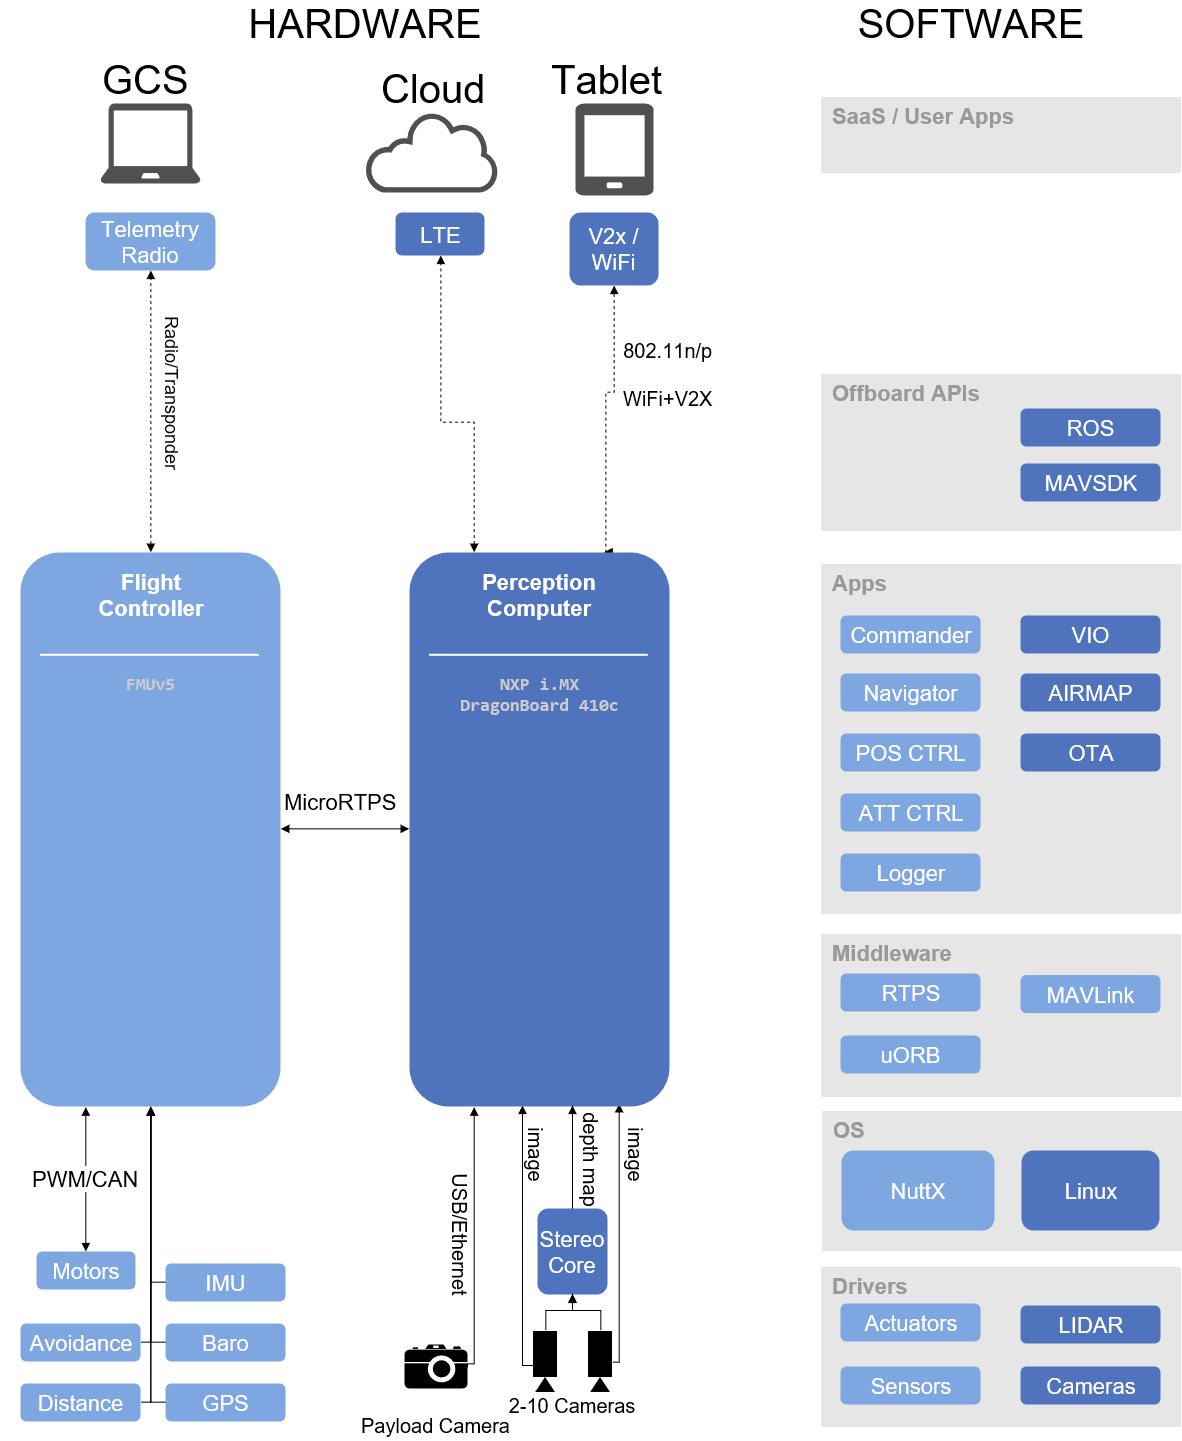 HARDWARE
SOFTWARE
GCS
Cloud
Tablet
Telemetry
Radio
LTE
V2x /
WiFi
Radio/Transponder
802.11n/p
WiFi+V2X
Flight
Controller
FMUv5
Perception
Computer
NXP i.MX
DragonBoard 410c
MicroRTPS
PWM/CAN
Motors
IMU
Avoidance
Baro
Distance
GPS
USB/Ethernet
image
depth map
image
Stereo
Core
Payload Camera
2-10 Cameras
SaaS / User Apps
Offboard APIs
ROS
MAVSDK
Apps
Commander
VIO
Navigator
AIRMAP
POS CTRL
OTA
ATT CTRL
Logger
Middleware
RTPS
MAVLink
uORB
OS
NuttX
Linux
Drivers
Actuators
LIDAR
Sensors
Cameras